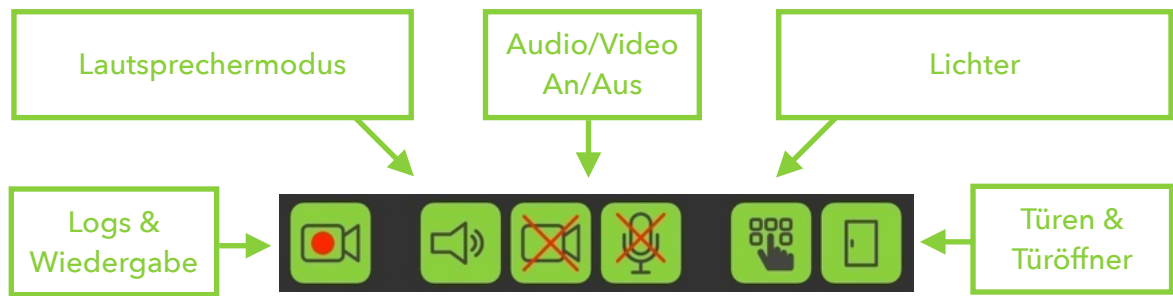 Lautsprechermodus
Audio/Video
An/Aus
Lichter
Logs &
Wiedergabe
Türen &
Türöffner